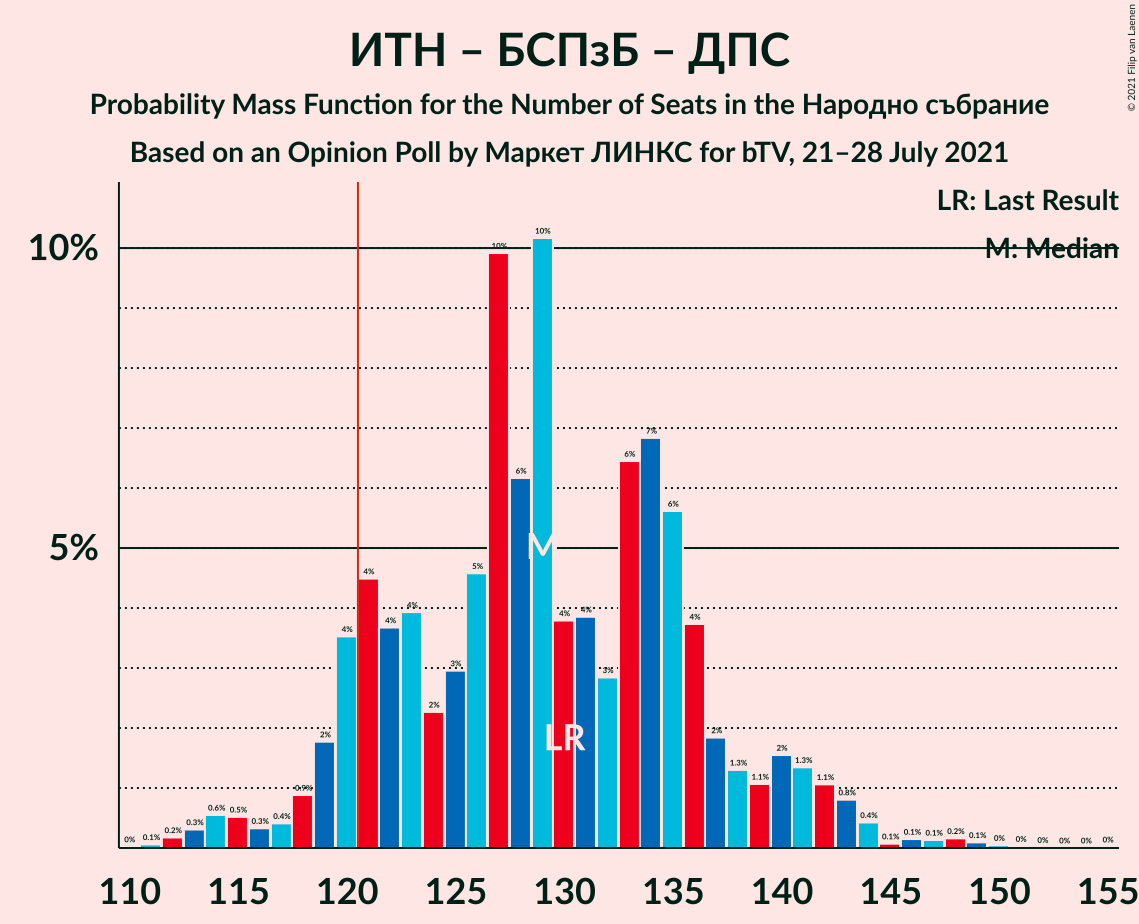 ИТН – БСПзБ – ДПС
Probability Mass Function for the Number of Seats in the Народно събрание
Based on an Opinion Poll by Маркет ЛИНКС for bTV, 21–28 July 2021
© 2021 Filip van Laenen
LR: Last Result
M: Median
10%
5%
0% 0.1% 0.2% 0.3% 0.6% 0.5% 0.3% 0.4% 0.9% 2% 4% 4% 4% 4% 2% 3% 5% 10% 6% 10% 4% 4% 3% 6% 7% 6% 4% 2% 1.3% 1.1% 2% 1.3% 1.1% 0.8% 0.4% 0.1% 0.1% 0.1% 0.2% 0.1% 0% 0% 0% 0% 0% 0%
M
LR
110 115 120 125 130 135 140 145 150 155